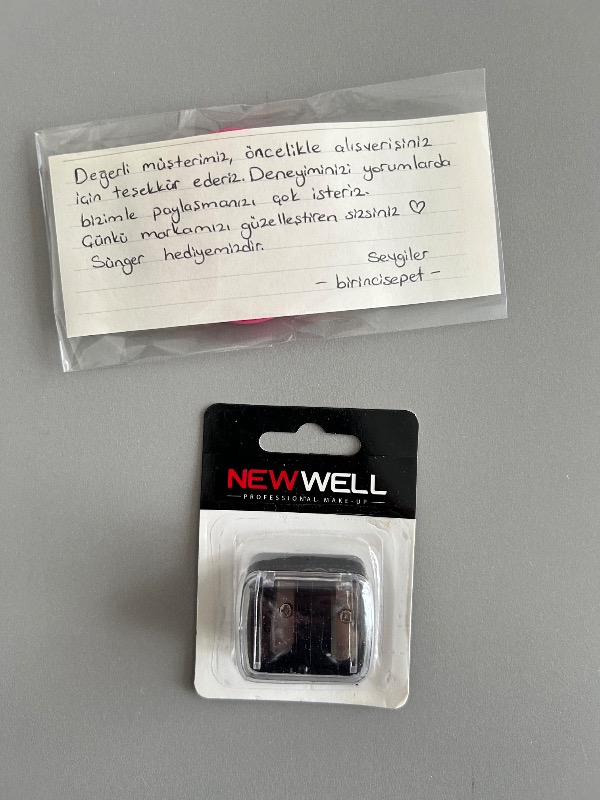 Değerli müşterimiz, öncelikle alışverişiniz
için teşekkür ederiz. Deneyiminizi yorumlarda
bizimle paylaşmanızı çok isteriz.
Çünkü markamızı güzelleştiren sizsiniz ♡
Sünger hediyemizdir.
Sevgiler
- birincisepet -
NEWWELL
PROFESSIONAL MAKE-UP